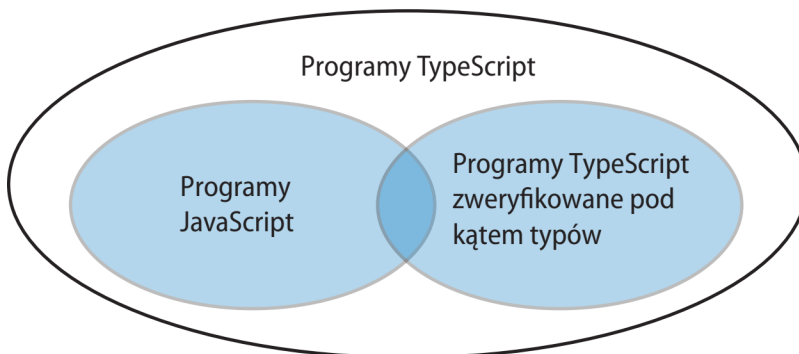 Programy TypeScript
Programy
JavaScript
Programy TypeScript
zweryfikowane pod
kątem typów